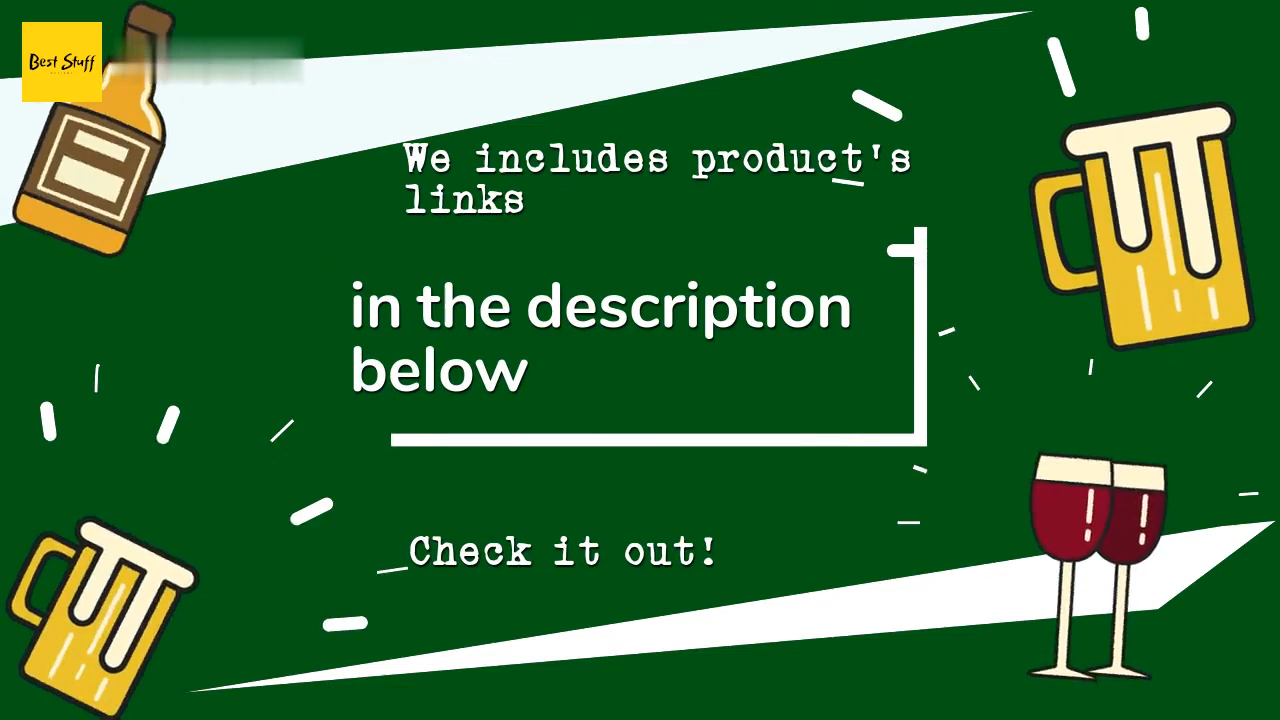 Best Stuff
We includes product's
links
in the description
below
Check it out!